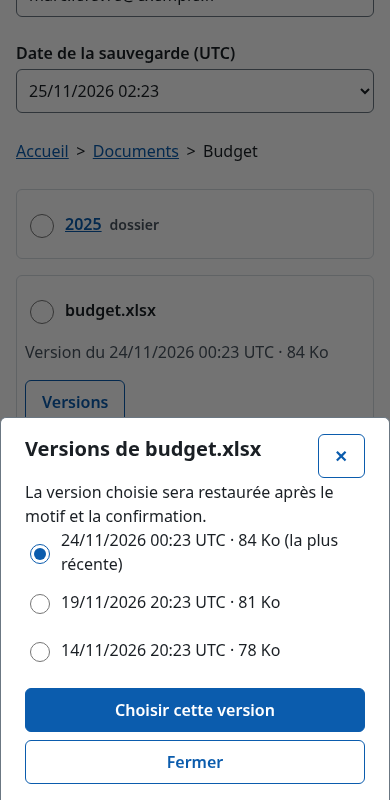 Date de la sauvegarde (UTC)
25/11/2026 02:23
Accueil > Documents > Budget
2025 dossier
budget.xlsx
Version du 24/11/2026 00:23 UTC · 84 Ko
Versions
Versions de budget.xlsx
×
La version choisie sera restaurée après le
motif et la confirmation.
24/11/2026 00:23 UTC · 84 Ko (la plus
récente)
19/11/2026 20:23 UTC · 81 Ko
14/11/2026 20:23 UTC · 78 Ko
Choisir cette version
Fermer